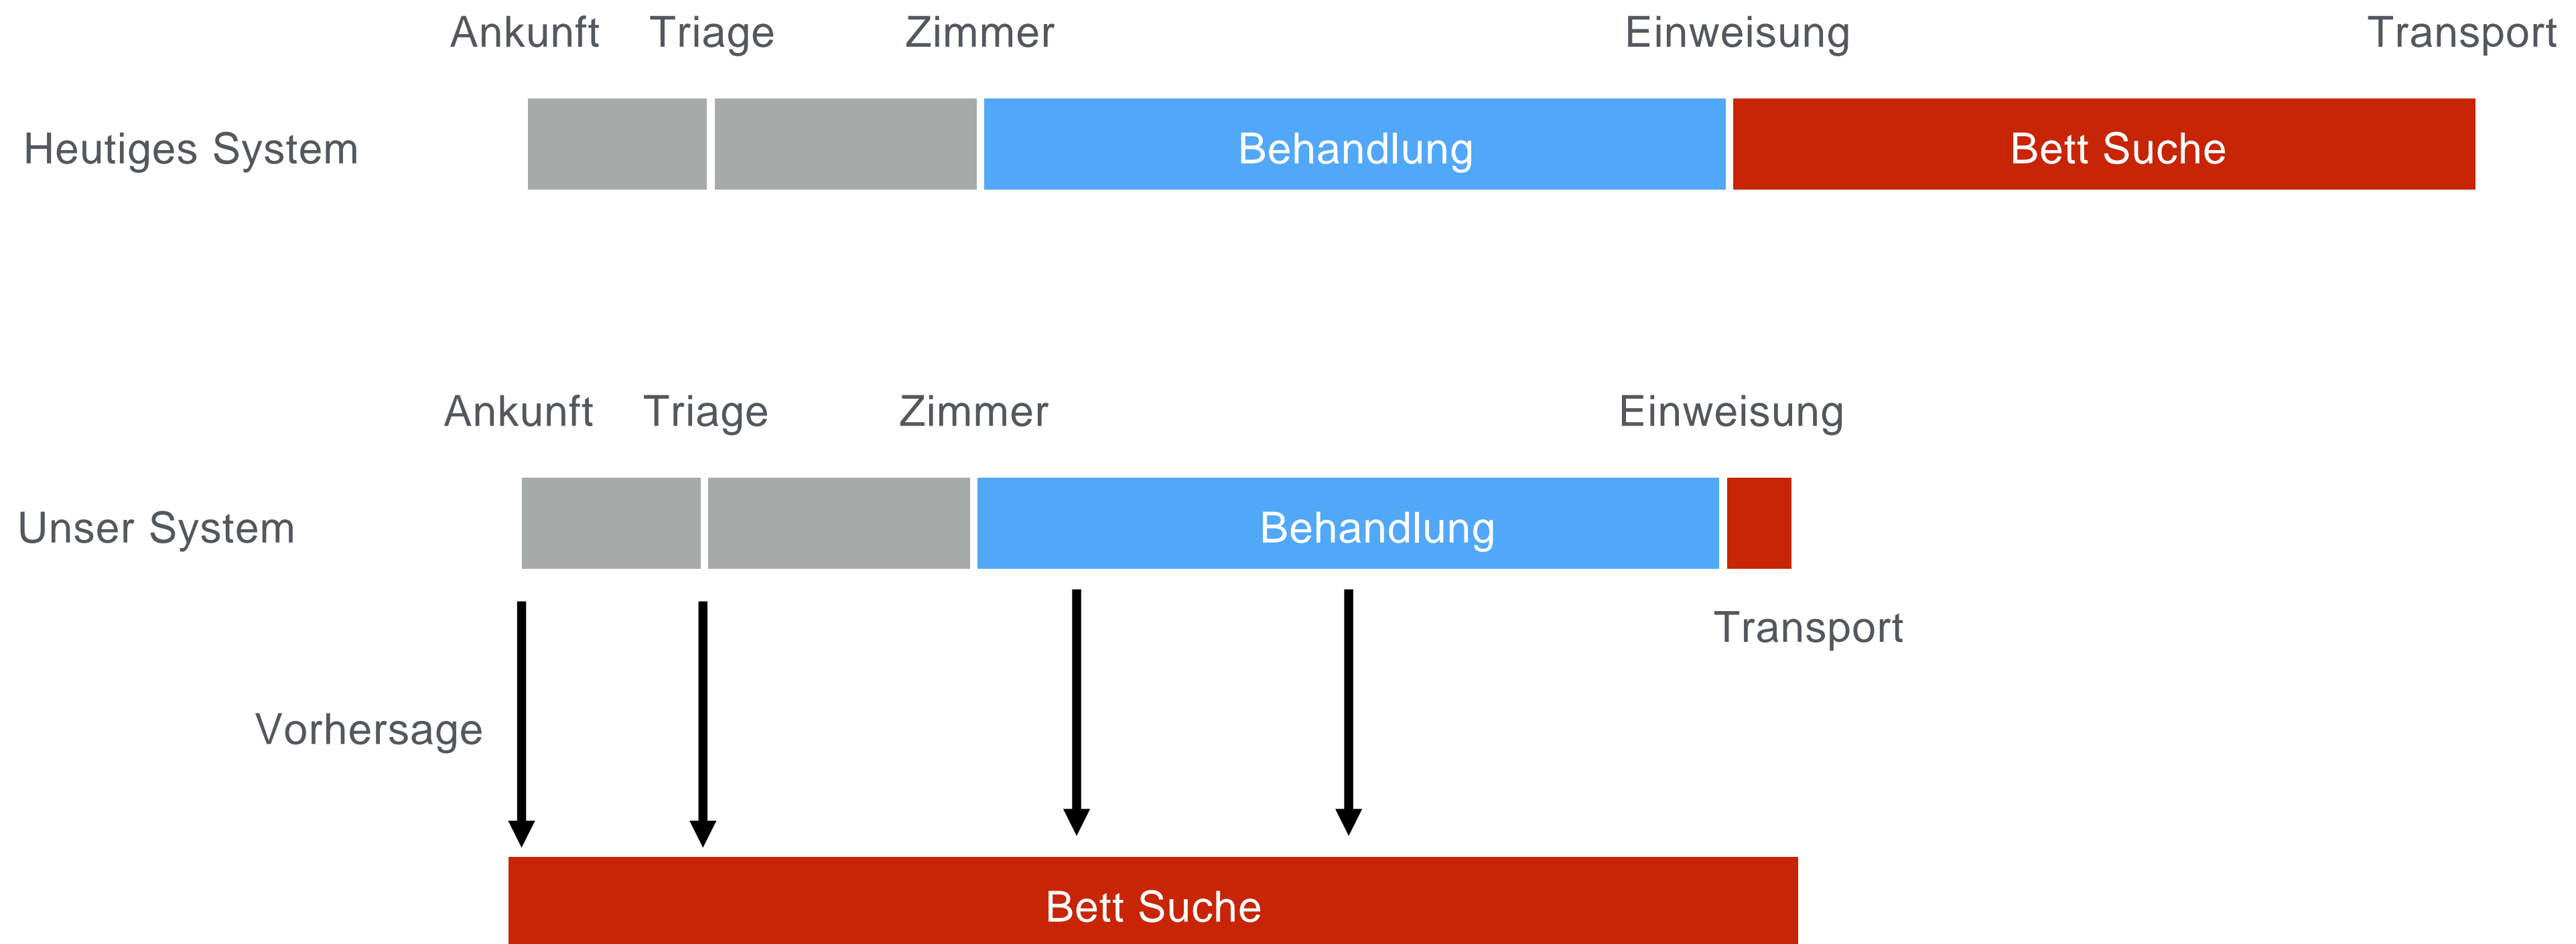 Ankunft Triage Zimmer Einweisung Transport
Heutiges System Behandlung Bett Suche
Ankunft Triage Zimmer Einweisung
Unser System Behandlung
Transport
Vorhersage
Bett Suche